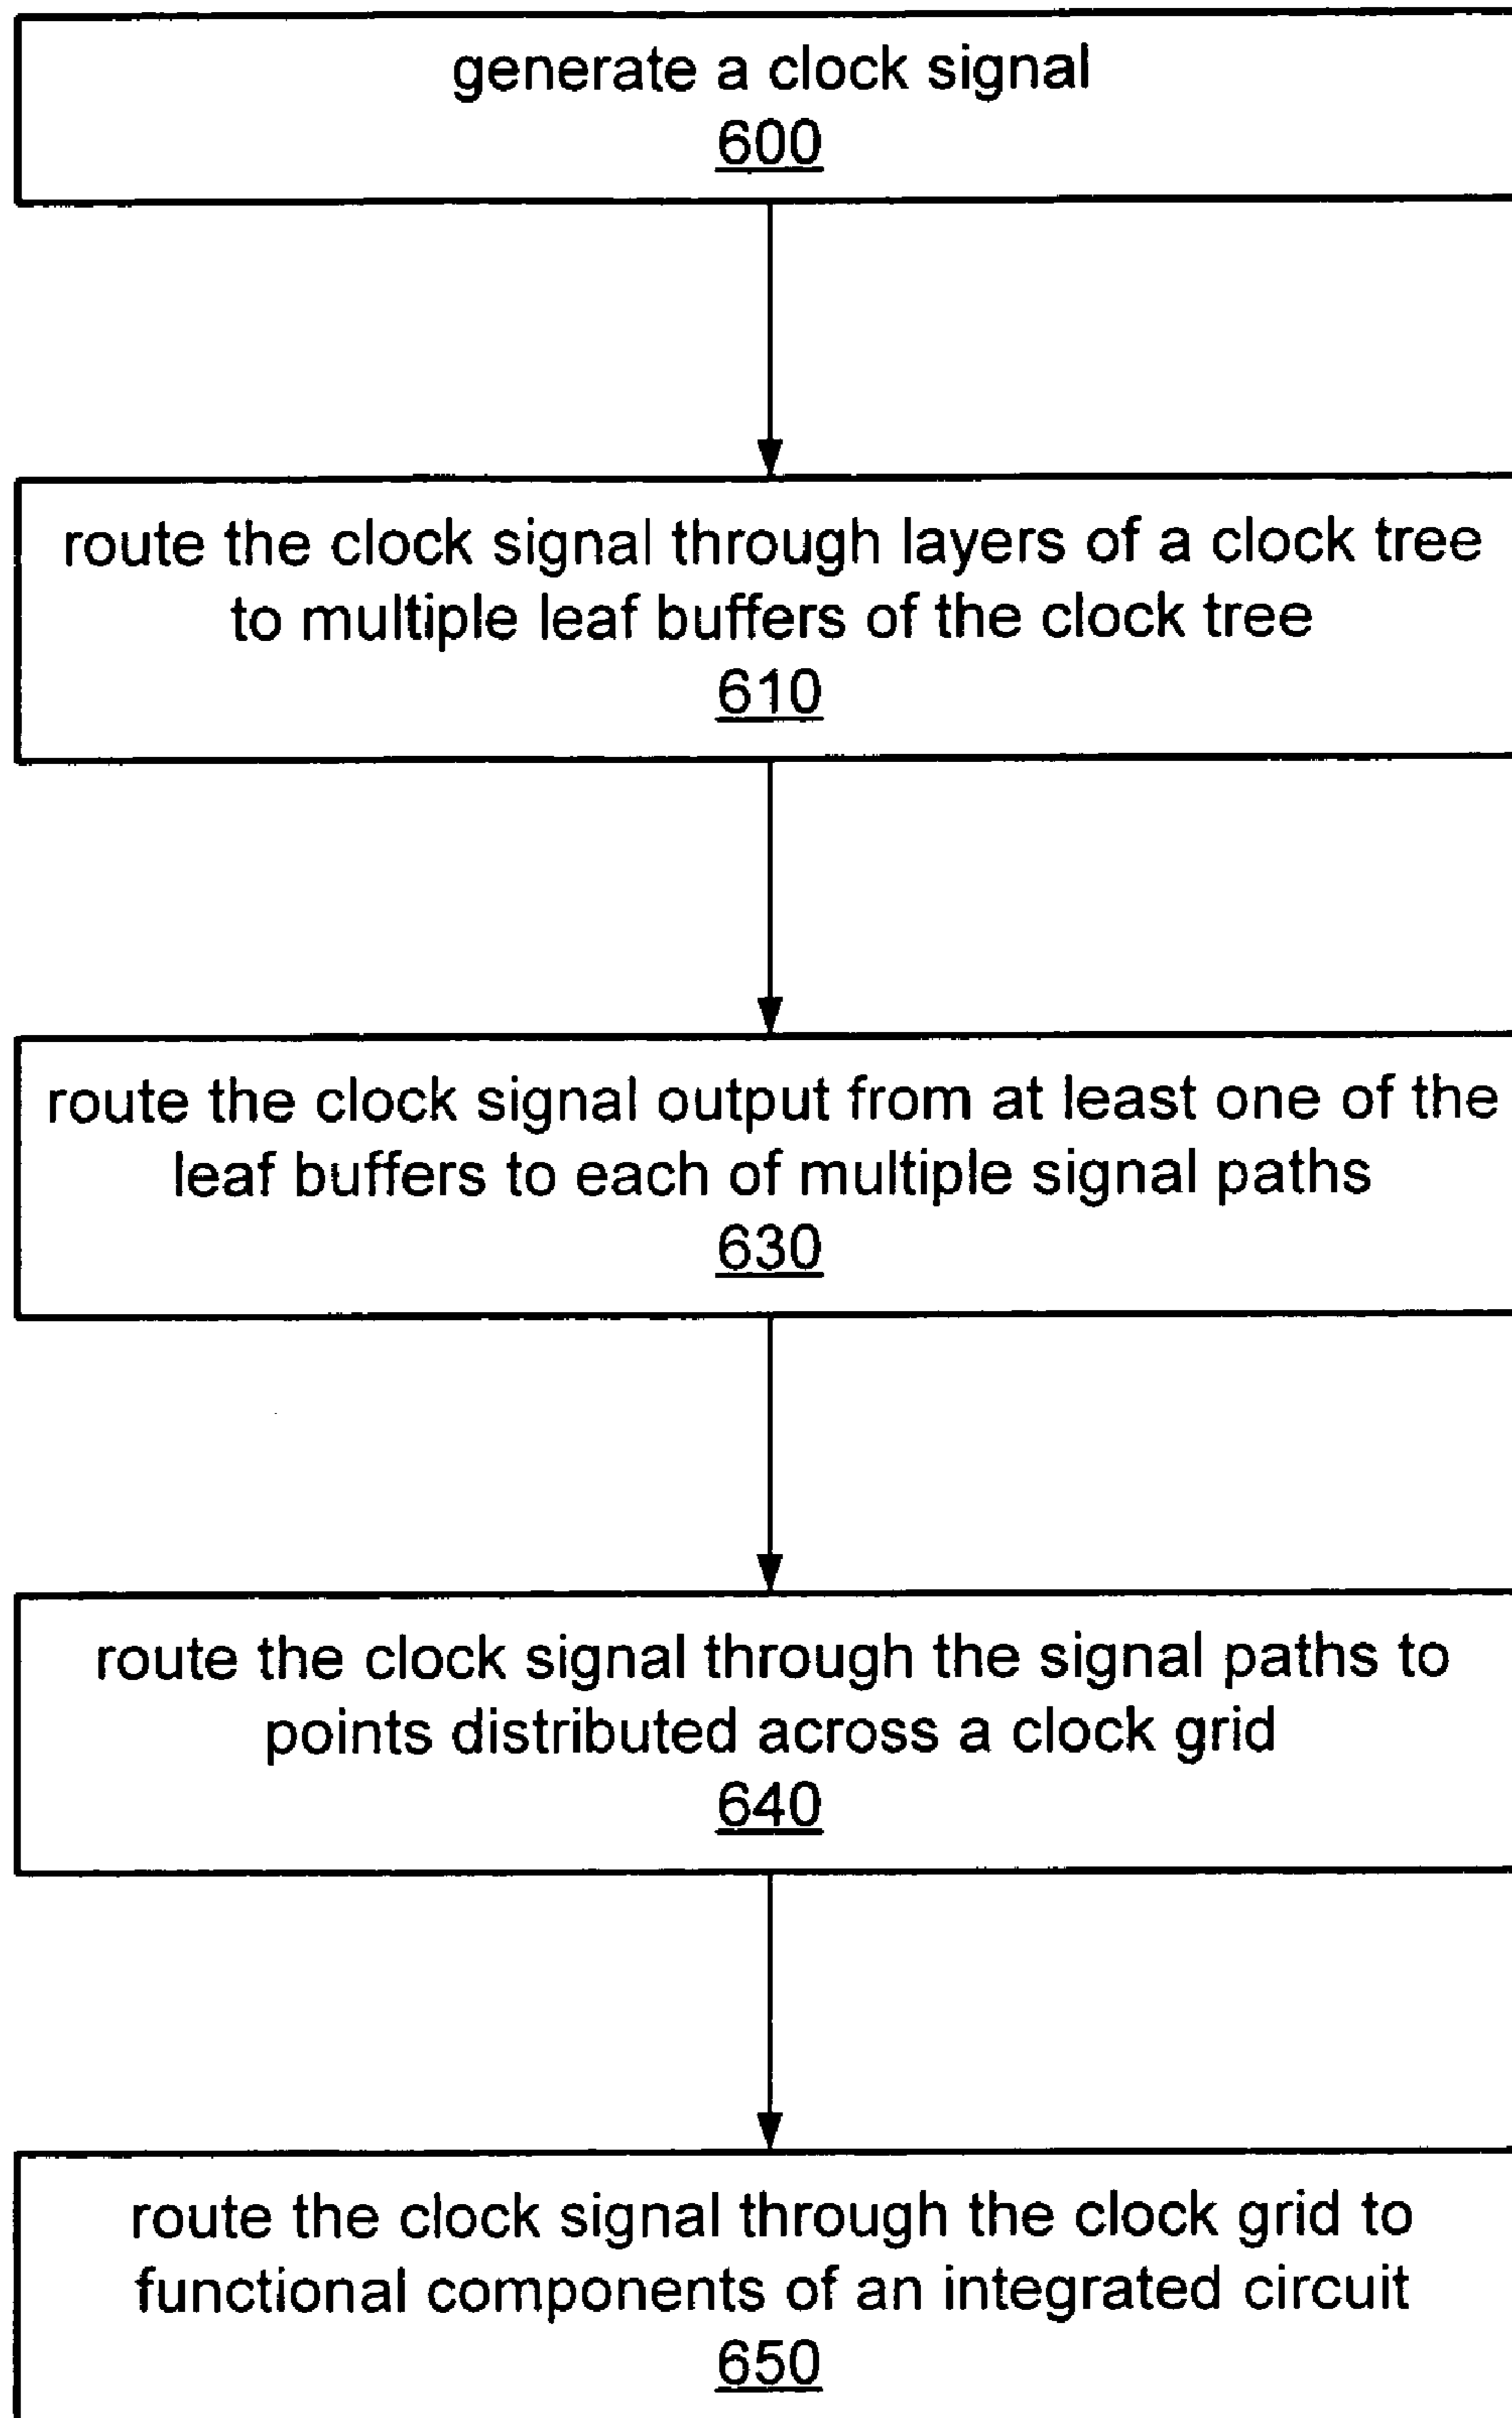 generate a clock signal
600
route the clock signal through layers of a clock tree
to multiple leaf buffers of the clock tree
610
route the clock signal output from at least one of the
leaf buffers to each of multiple signal paths
630
route the clock signal through the signal paths to
points distributed across a clock grid
640
route the clock signal through the clock grid to
functional components of an integrated circuit
650